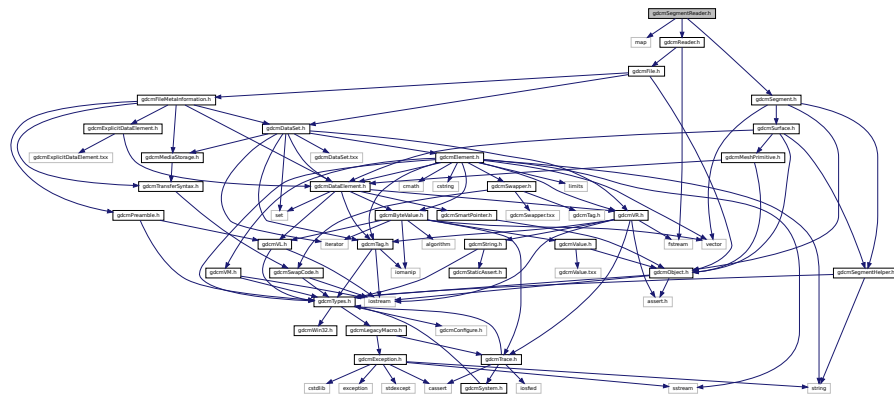 gdcmSegmentReader.h
map
gdcmReader.h
gdcmFile.h
gdcmFileMetaInformation.h
gdcmSegment.h
gdcmExplicitDataElement.h
gdcmDataSet.h
gdcmSurface.h
gdcmExplicitDataElement.txx
gdcmMediaStorage.h
gdcmDataSet.txx
gdcmElement.h
gdcmMeshPrimitive.h
gdcmTransferSyntax.h
gdcmDataElement.h
cmath
cstring
gdcmSwapper.h
limits
gdcmPreamble.h
set
gdcmByteValue.h
gdcmSmartPointer.h
gdcmSwapper.txx
gdcmTag.h
gdcmVR.h
gdcmVL.h
iterator
gdcmTag.h
algorithm
gdcmString.h
gdcmValue.h
fstream
vector
gdcmVM.h
gdcmSwapCode.h
iomanip
gdcmStaticAssert.h
gdcmValue.txx
gdcmObject.h
gdcmSegmentHelper.h
gdcmTypes.h
iostream
assert.h
gdcmWin32.h
gdcmLegacyMacro.h
gdcmConfigure.h
gdcmException.h
gdcmTrace.h
cstdlib
exception
stdexcept
cassert
gdcmSystem.h
iosfwd
sstream
string